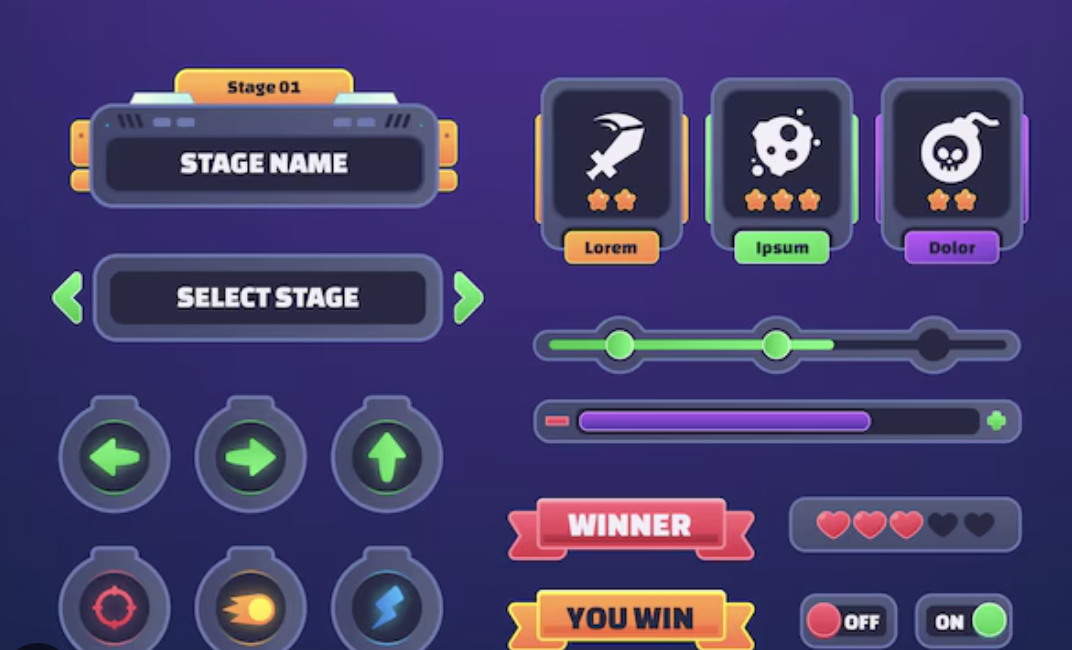 Stage 01
STAGE NAME
SELECT STAGE
Lorem
Ipsum
Dolor
WINNER
YOU WIN
OFF
ON